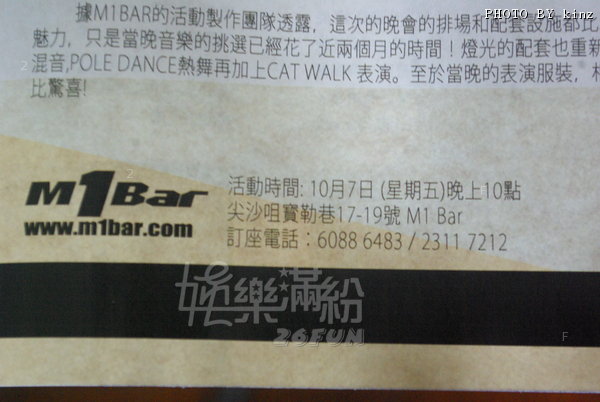 PHOTO BY kinz
據M1BAR的活動製作團隊透露，這次的晚會的排場和配套設施都比
魅力，只是當晚音樂的挑選已經花了近兩個月的時間！燈光的配套也重新
混音,POLE DANCE熱舞再加上CAT WALK 表演。至於當晚的表演服裝，
比驚喜!
M1Bar
www.m1bar.com
活動時間: 10月7日 (星期五)晚上10點
尖沙咀寶勒巷17-19號 M1 Bar
訂座電話：6088 6483 / 2311 7212
娛樂滿紛
26FUN